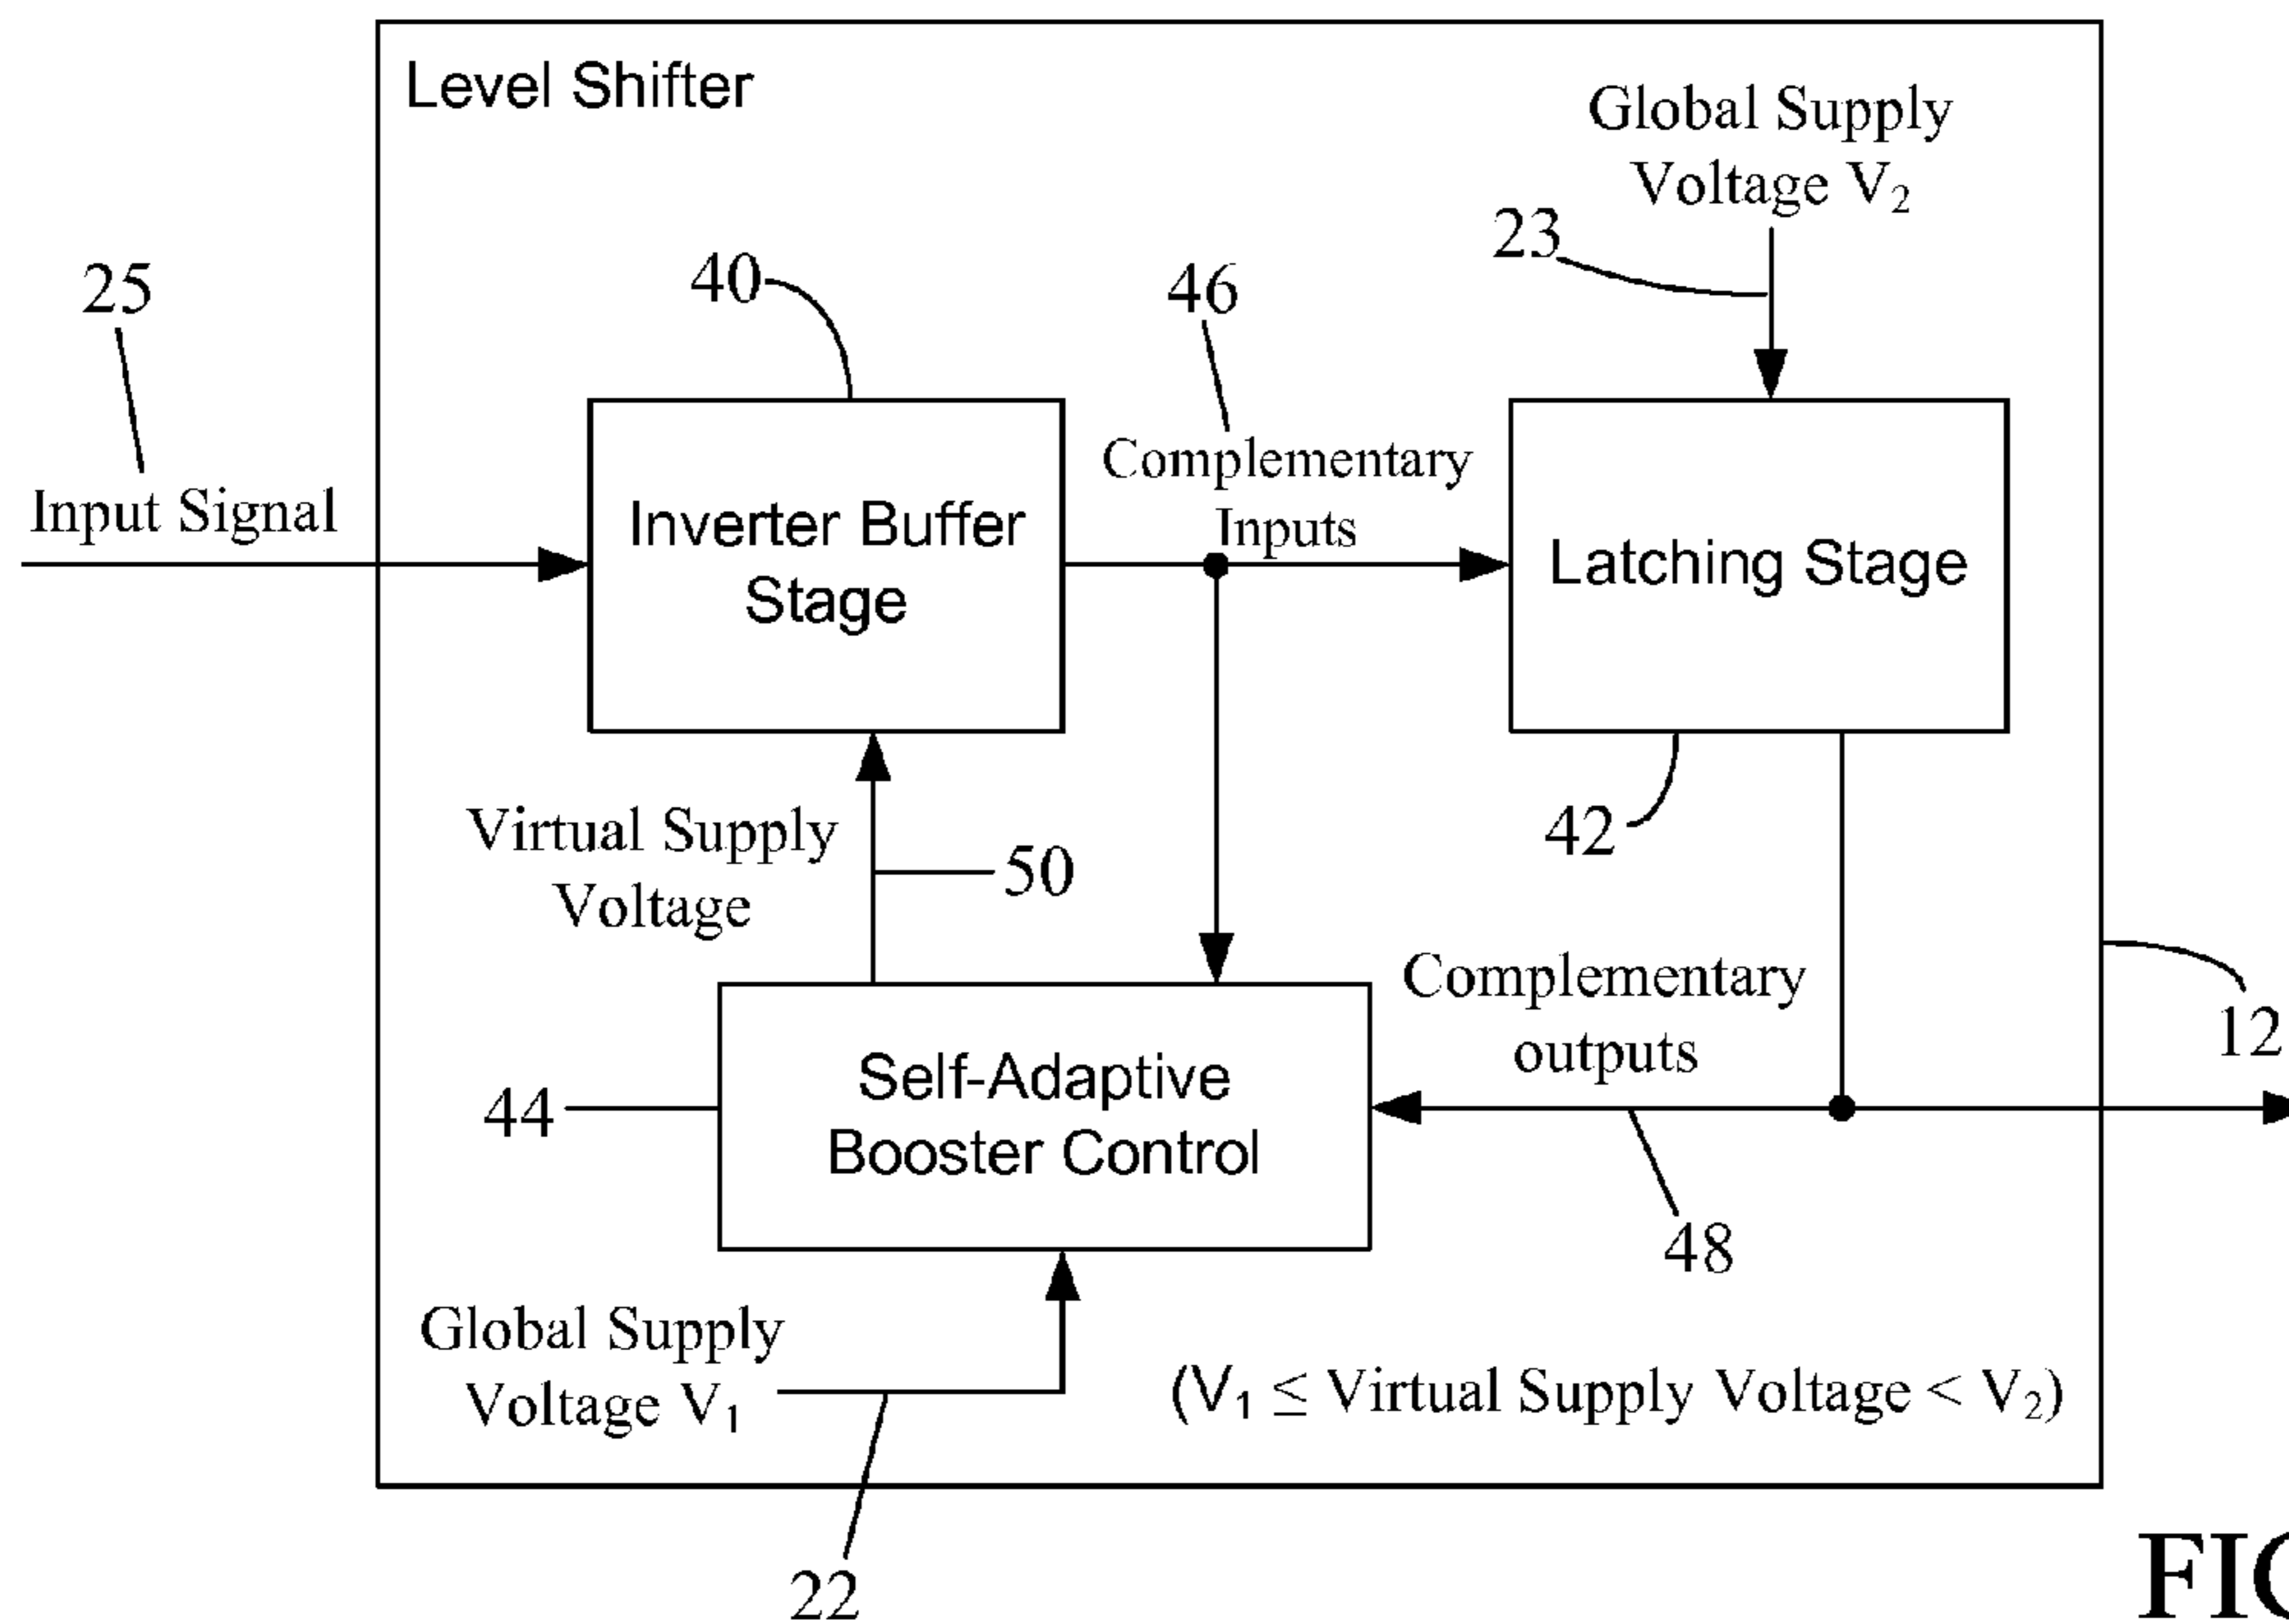 Level Shifter
Global Supply
Voltage V₂
23
25
40
46
Input Signal
Inverter Buffer
Stage
Complementary
Inputs
Latching Stage
Virtual Supply
Voltage
50
42
Complementary
outputs
12
44
Self-Adaptive
Booster Control
48
Global Supply
Voltage V₁
(V₁ ≤ Virtual Supply Voltage < V₂)
22